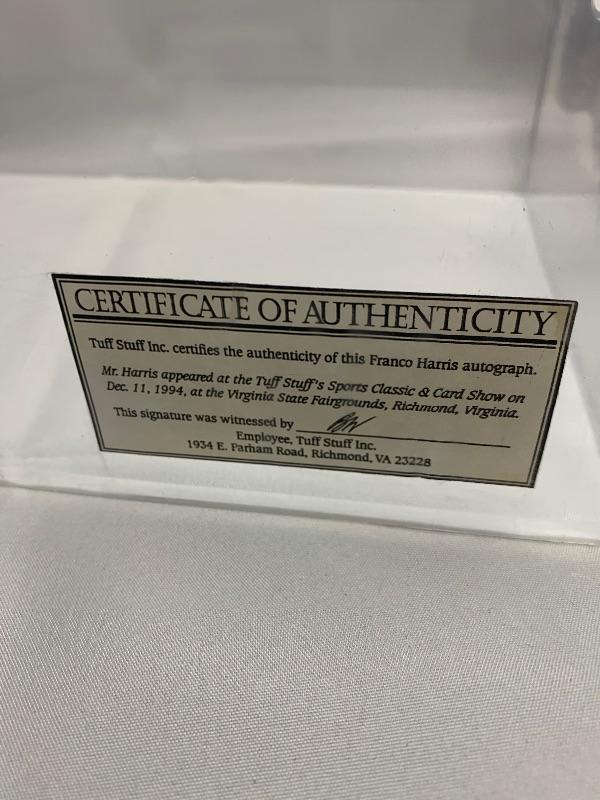 CERTIFICATE OF AUTHENTICITY
Tuff Stuff Inc. certifies the authenticity of this Franco Harris autograph.
Mr. Harris appeared at the Tuff Stuff's Sports Classic & Card Show on
Dec. 11, 1994, at the Virginia State Fairgrounds, Richmond, Virginia.
This signature was witnessed by
Employee, Tuff Stuff Inc.
1934 E. Parham Road, Richmond, VA 23228